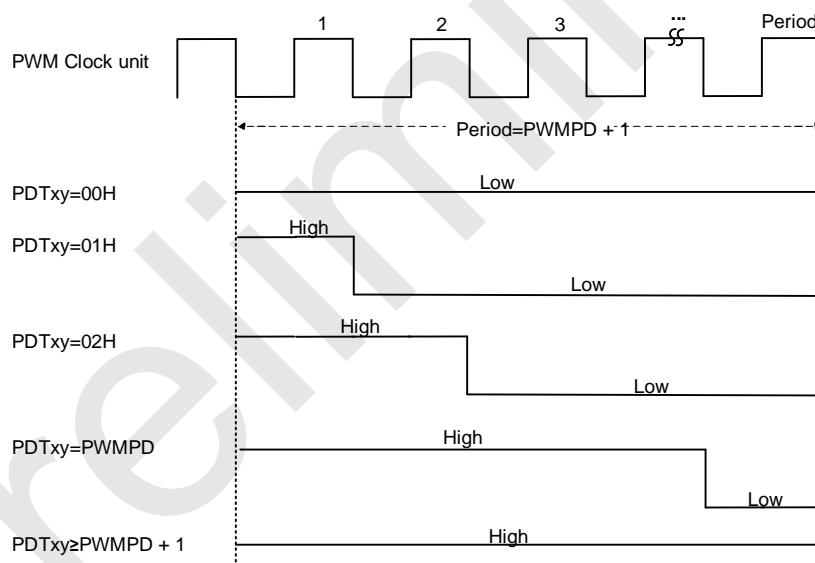 1 2 3 ... Period
PWM Clock unit
Period=PWMPD + 1
PDTxy=00H Low
PDTxy=01H High
Low
PDTxy=02H High
Low
PDTxy=PWMPD High
Low
PDTxy≥PWMPD + 1 High
relimi